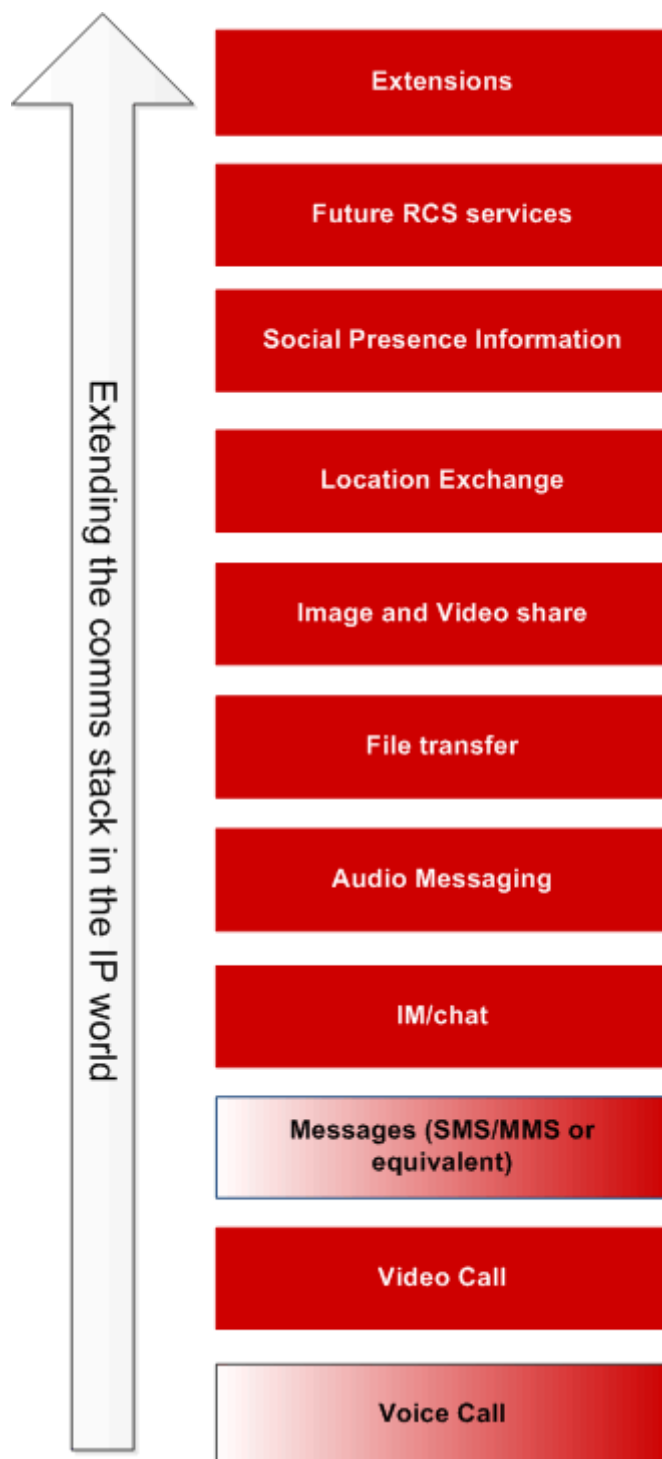 Extensions
Future RCS services
Social Presence Information
Location Exchange
Image and Video share
File transfer
Audio Messaging
IM/chat
Messages (SMS/MMS or
equivalent)
Video Call
Voice Call
Extending the comms stack in the IP world